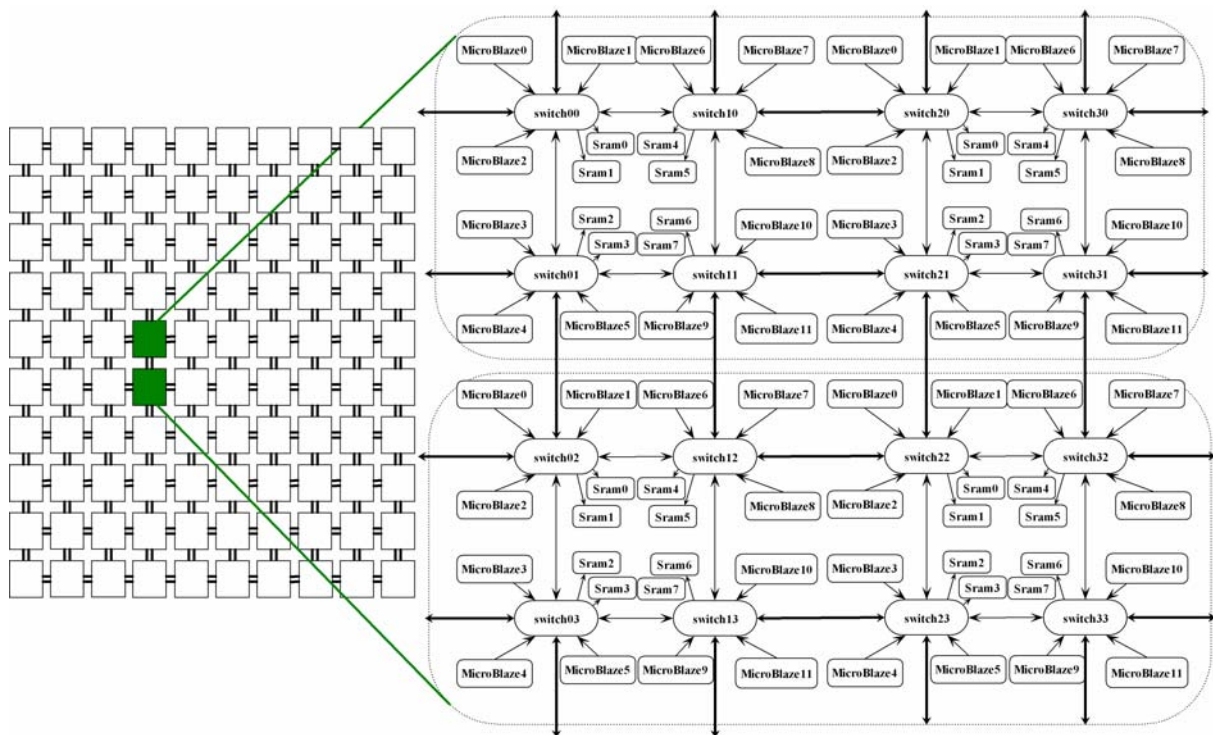 MicroBlaze0 MicroBlaze1 MicroBlaze6 MicroBlaze7 MicroBlaze0 MicroBlaze1 MicroBlaze6 MicroBlaze7
switch00 switch10 switch20 switch30
Sram0 Sram4 Sram0 Sram4
MicroBlaze2 MicroBlaze8 MicroBlaze2 MicroBlaze8
Sram1 Sram5 Sram1 Sram5
Sram2 Sram6 Sram2 Sram6
MicroBlaze3 MicroBlaze10 MicroBlaze3 MicroBlaze10
Sram3 Sram7 Sram3 Sram7
switch01 switch11 switch21 switch31
MicroBlaze4 MicroBlaze5 MicroBlaze9 MicroBlaze11 MicroBlaze4 MicroBlaze5 MicroBlaze9 MicroBlaze11
MicroBlaze0 MicroBlaze1 MicroBlaze6 MicroBlaze7 MicroBlaze0 MicroBlaze1 MicroBlaze6 MicroBlaze7
switch02 switch12 switch22 switch32
Sram0 Sram4 Sram0 Sram4
MicroBlaze2 MicroBlaze8 MicroBlaze2 MicroBlaze8
Sram1 Sram5 Sram1 Sram5
Sram2 Sram6 Sram2 Sram6
MicroBlaze3 MicroBlaze10 MicroBlaze3 MicroBlaze10
Sram3 Sram7 Sram3 Sram7
switch03 switch13 switch23 switch33
MicroBlaze4 MicroBlaze5 MicroBlaze9 MicroBlaze11 MicroBlaze4 MicroBlaze5 MicroBlaze9 MicroBlaze11